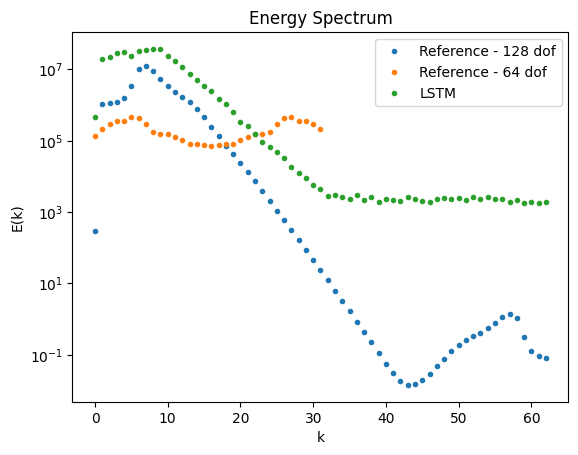 Energy Spectrum
Reference - 128 dof
Reference - 64 dof
LSTM
E(k)
10^7
10^5
10^3
10^1
10^−1
0 10 20 30 40 50 60
k